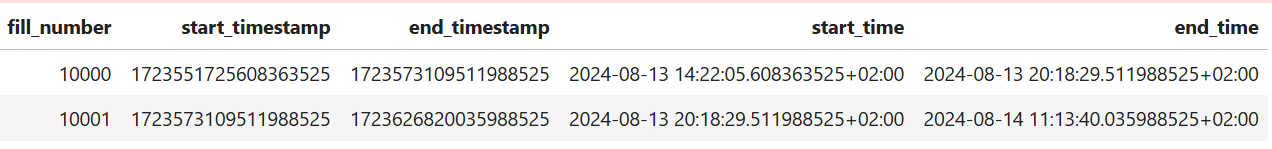 fill_number start_timestamp end_timestamp start_time end_time
10000 1723551725608363525 1723573109511988525 2024-08-13 14:22:05.608363525+02:00 2024-08-13 20:18:29.511988525+02:00
10001 1723573109511988525 1723626820035988525 2024-08-13 20:18:29.511988525+02:00 2024-08-14 11:13:40.035988525+02:00